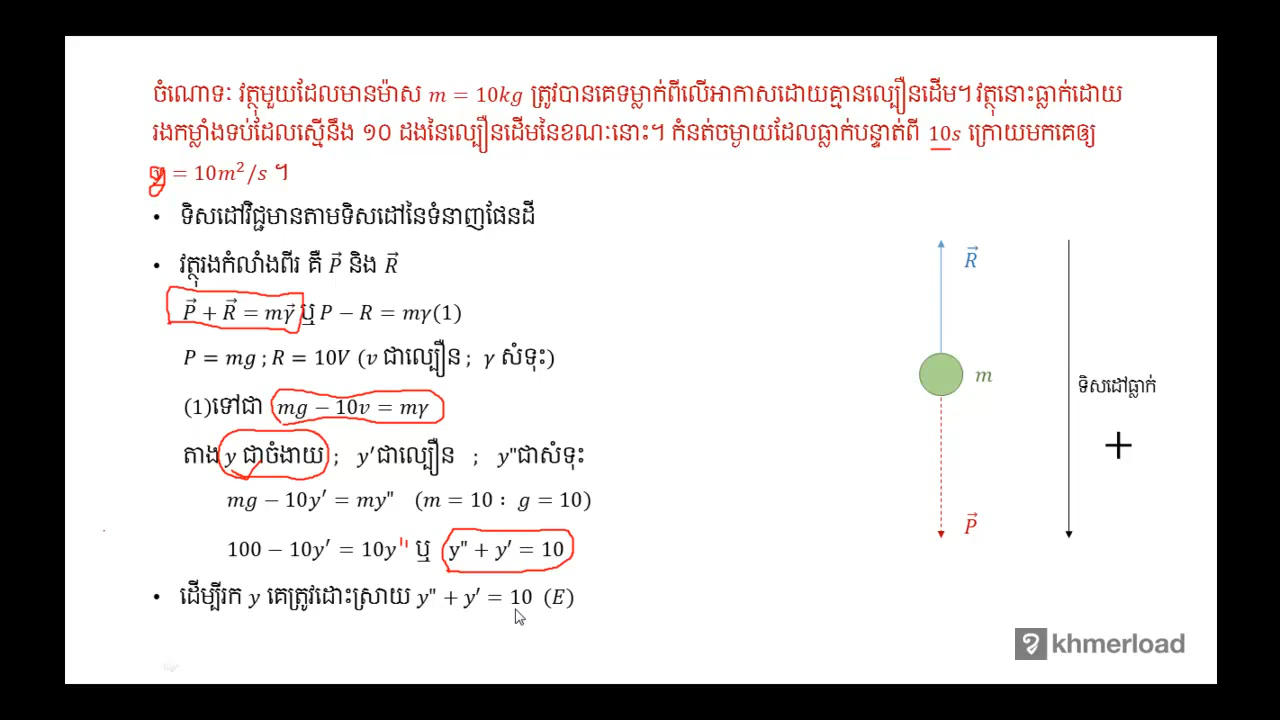 ចំណោទ: វត្ថុមួយដែលមានម៉ាស m = 10kg ត្រូវបានគេទម្លាក់ពីលើអាកាសដោយគ្មានល្បឿនដើម។ វត្ថុនោះធ្លាក់ដោយ
រងកម្លាំងទប់ដែលស្មើនឹង ១០ ដងនៃល្បឿនដើមនៃខណៈនោះ។ កំនត់ចម្ងាយដែលធ្លាក់បន្ទាត់ពី 10s ក្រោយមកគេឲ្យ
g = 10m²/s ។
• ទិសដៅវិជ្ជមានតាមទិសដៅនៃទំនាញផែនដី
• វត្ថុរងកំលាំងពីរ គឺ P⃗ និង R⃗
P⃗ + R⃗ = mγ⃗ ឬ P − R = mγ(1)
P = mg ; R = 10V (v ជាល្បឿន ; γ សំទុះ)
(1)ទៅជា mg − 10v = mγ
តាង y ជាចំងាយ ; y′ជាល្បឿន ; y"ជាសំទុះ
mg − 10y′ = my" (m = 10 : g = 10)
100 − 10y′ = 10y" ឬ y" + y′ = 10
• ដើម្បីរក y គេត្រូវដោះស្រាយ y" + y′ = 10 (E)
R⃗
m
ទិសដៅធ្លាក់
+
P⃗
khmerload